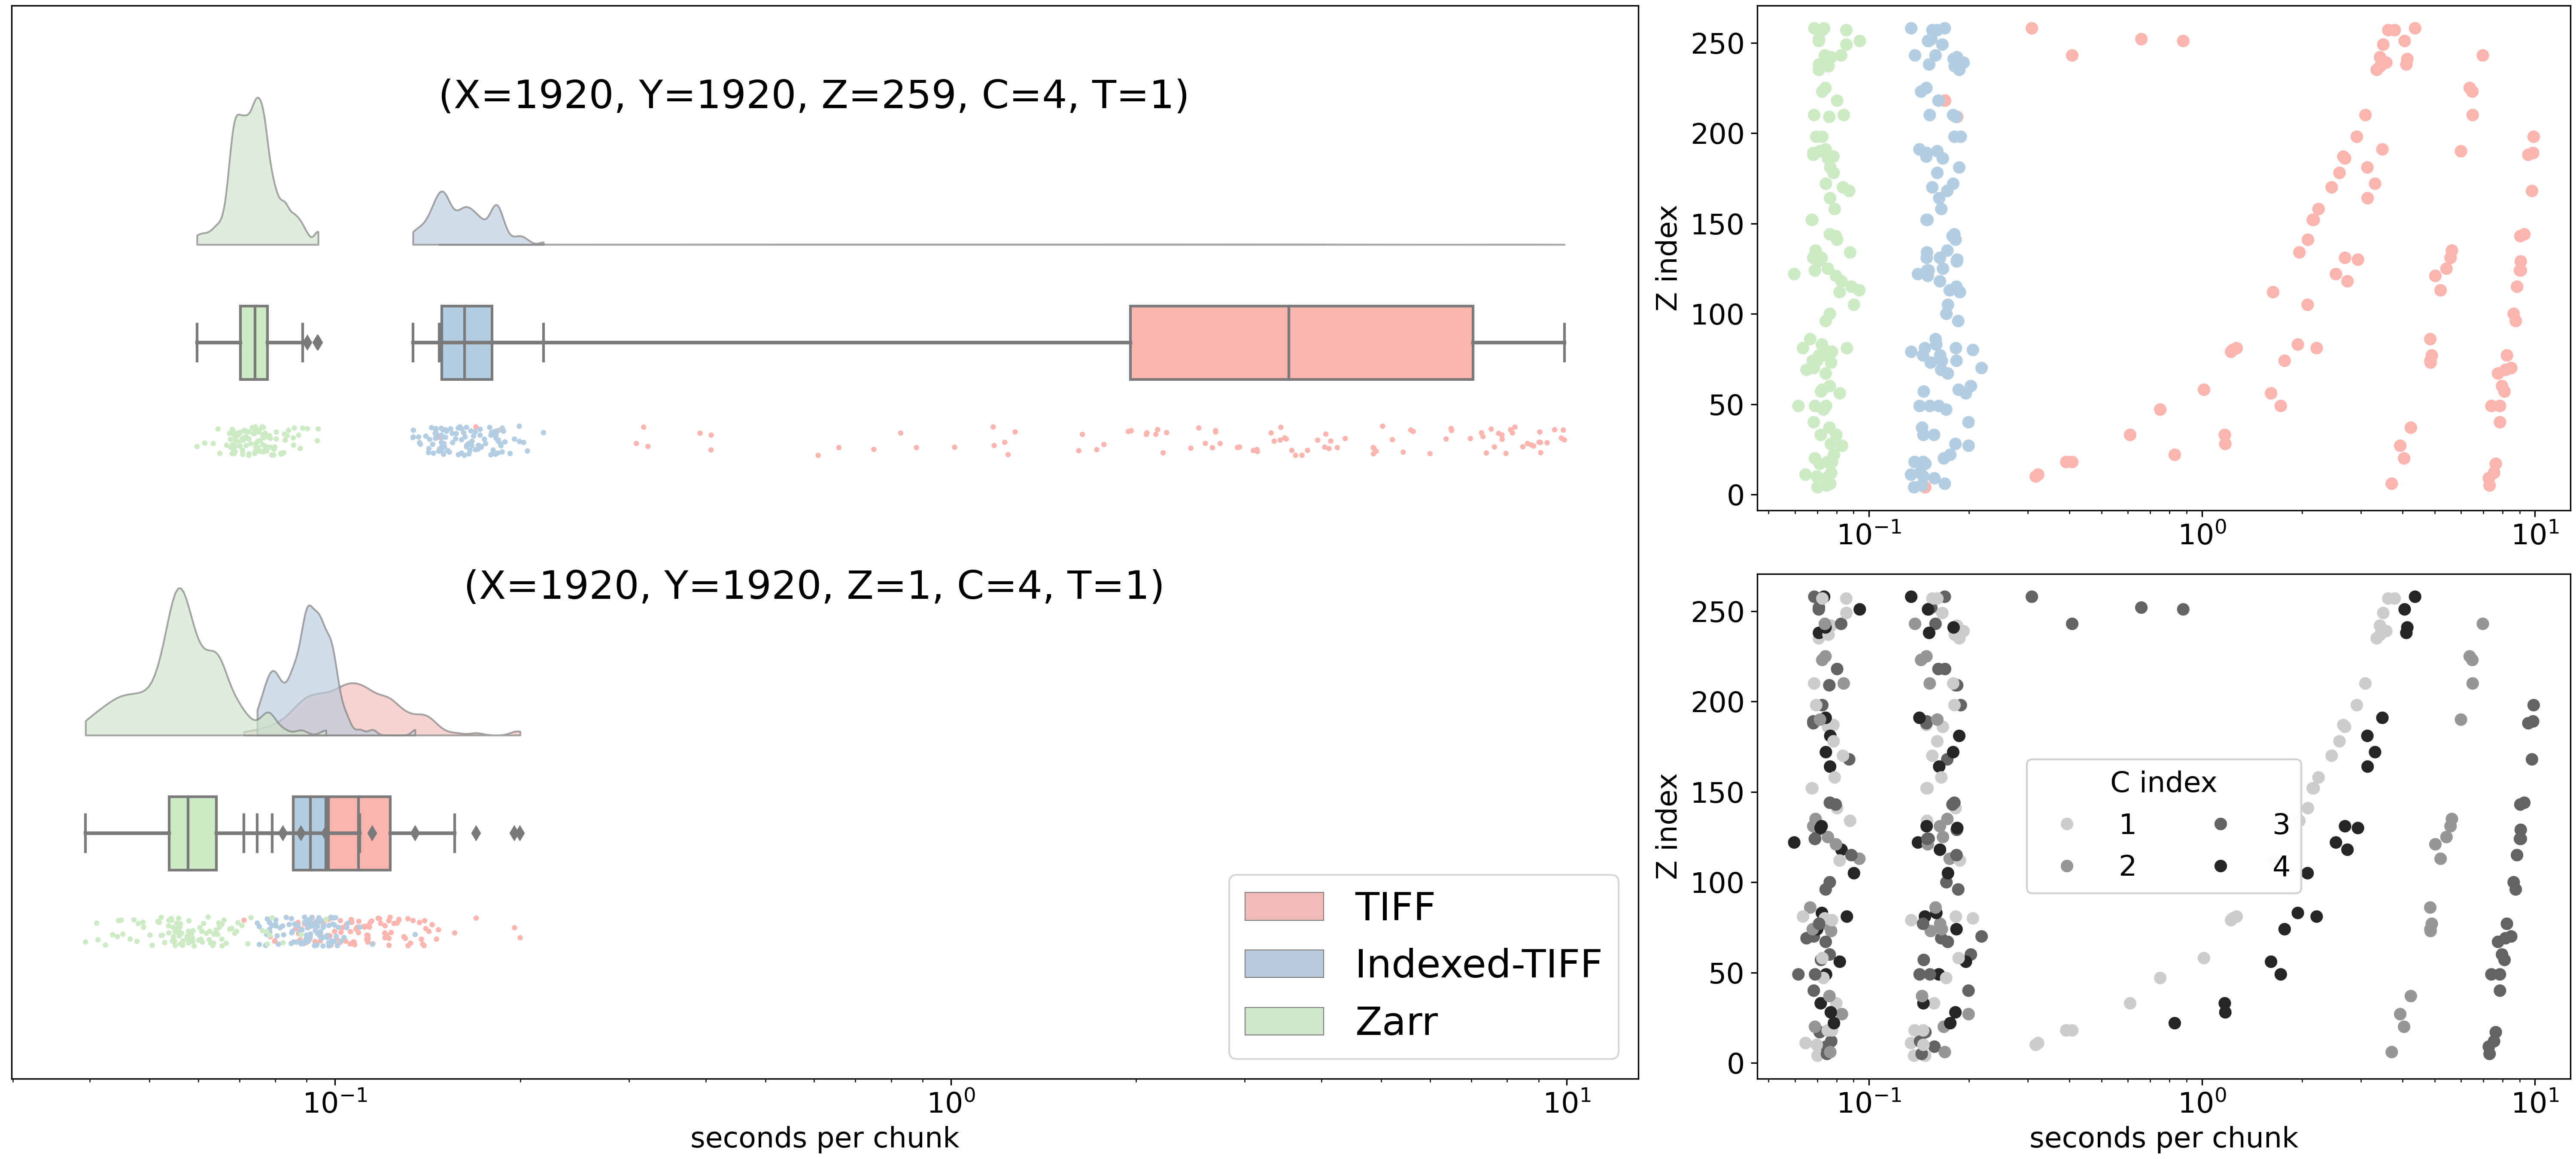 (X=1920, Y=1920, Z=259, C=4, T=1)
(X=1920, Y=1920, Z=1, C=4, T=1)
TIFF
Indexed-TIFF
Zarr
10⁻¹ 10⁰ 10¹
seconds per chunk
Z index
250
200
150
100
50
0
10⁻¹ 10⁰ 10¹
Z index
250
200
150
100
50
0
C index
1 3
2 4
10⁻¹ 10⁰ 10¹
seconds per chunk